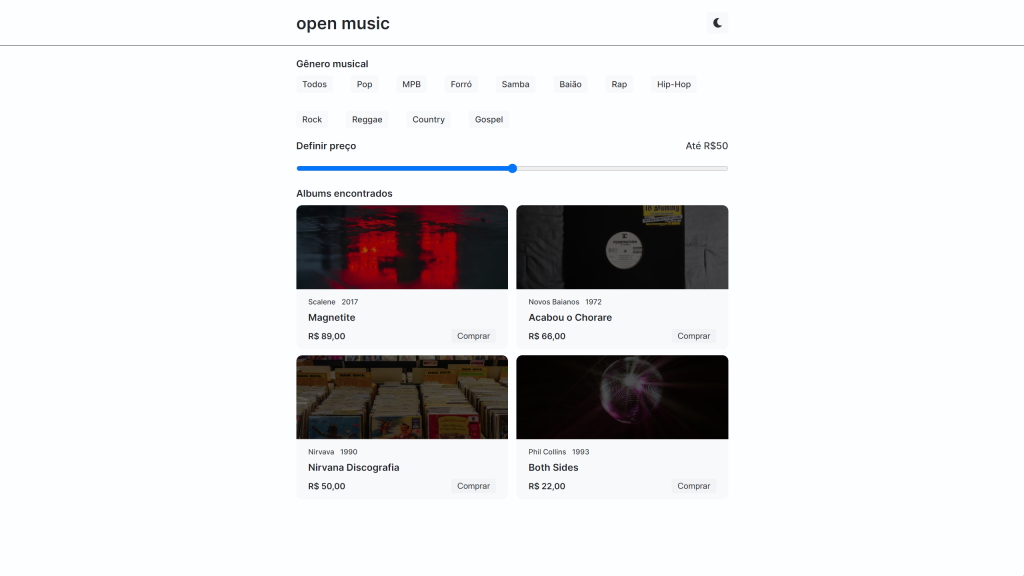 open music
Gênero musical
Todos Pop MPB Forró Samba Baião Rap Hip-Hop
Rock Reggae Country Gospel
Definir preço Até R$50
Albums encontrados
Scalene 2017
Magnetite
R$ 89,00 Comprar
Novos Baianos 1972
Acabou o Chorare
R$ 66,00 Comprar
Nirvava 1990
Nirvana Discografia
R$ 50,00 Comprar
Phil Collins 1993
Both Sides
R$ 22,00 Comprar